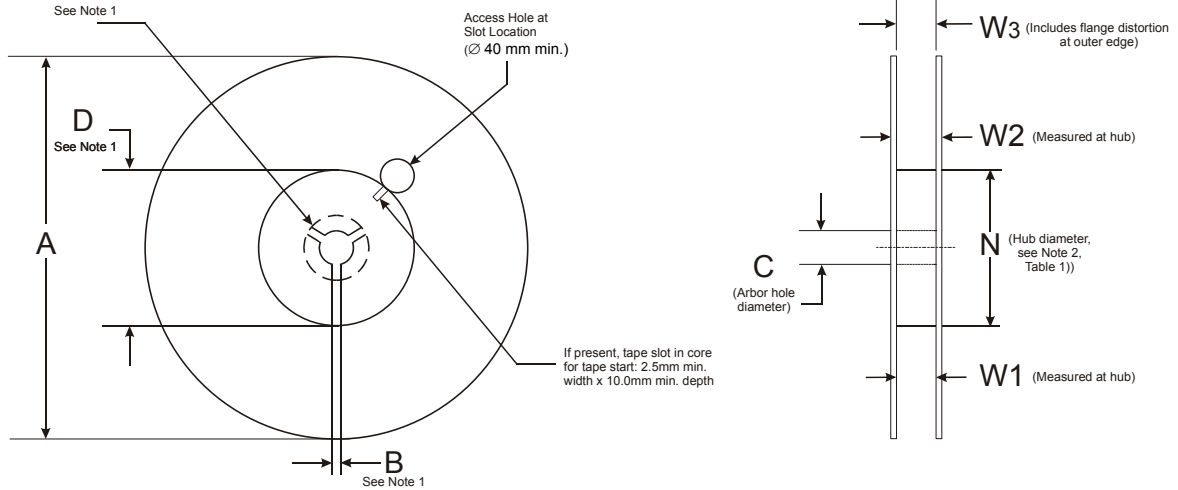 See Note 1
Access Hole at
Slot Location
(∅ 40 mm min.)
D
See Note 1
A
If present, tape slot in core
for tape start: 2.5mm min.
width x 10.0mm min. depth
B
See Note 1
W3 (Includes flange distortion
at outer edge)
W2 (Measured at hub)
N (Hub diameter,
see Note 2,
Table 1))
C
(Arbor hole
diameter)
W1 (Measured at hub)